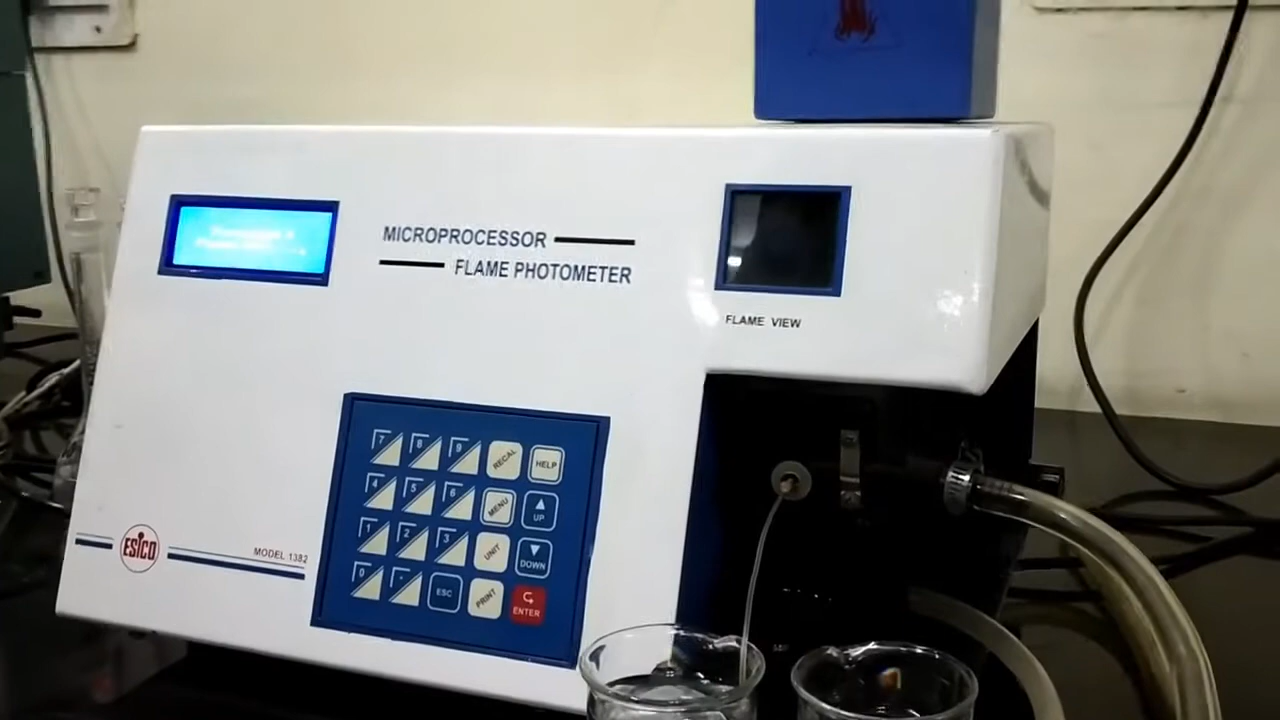 MICROPROCESSOR
FLAME PHOTOMETER
FLAME VIEW
7 8 9 RECAL HELP
4 5 6 MENU UP
1 2 3 UNIT DOWN
0 . ESC PRINT ENTER
ESICO
MODEL 1382